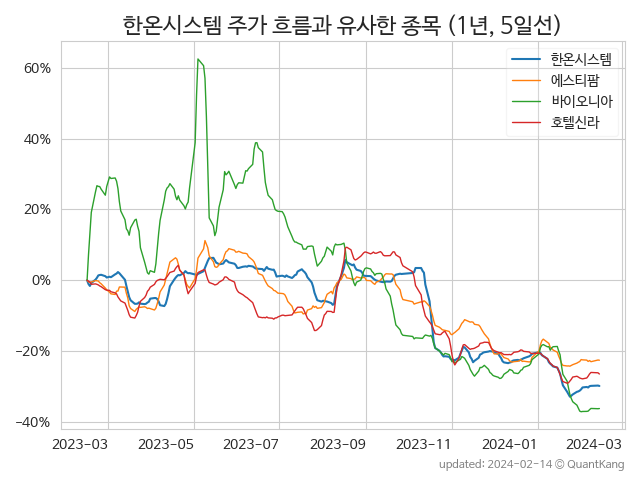 한온시스템 주가 흐름과 유사한 종목 (1년, 5일선)
한온시스템
에스티팜
바이오니아
호텔신라
60%
40%
20%
0%
−20%
−40%
2023-03 2023-05 2023-07 2023-09 2023-11 2024-01 2024-03
updated: 2024-02-14 © QuantKang